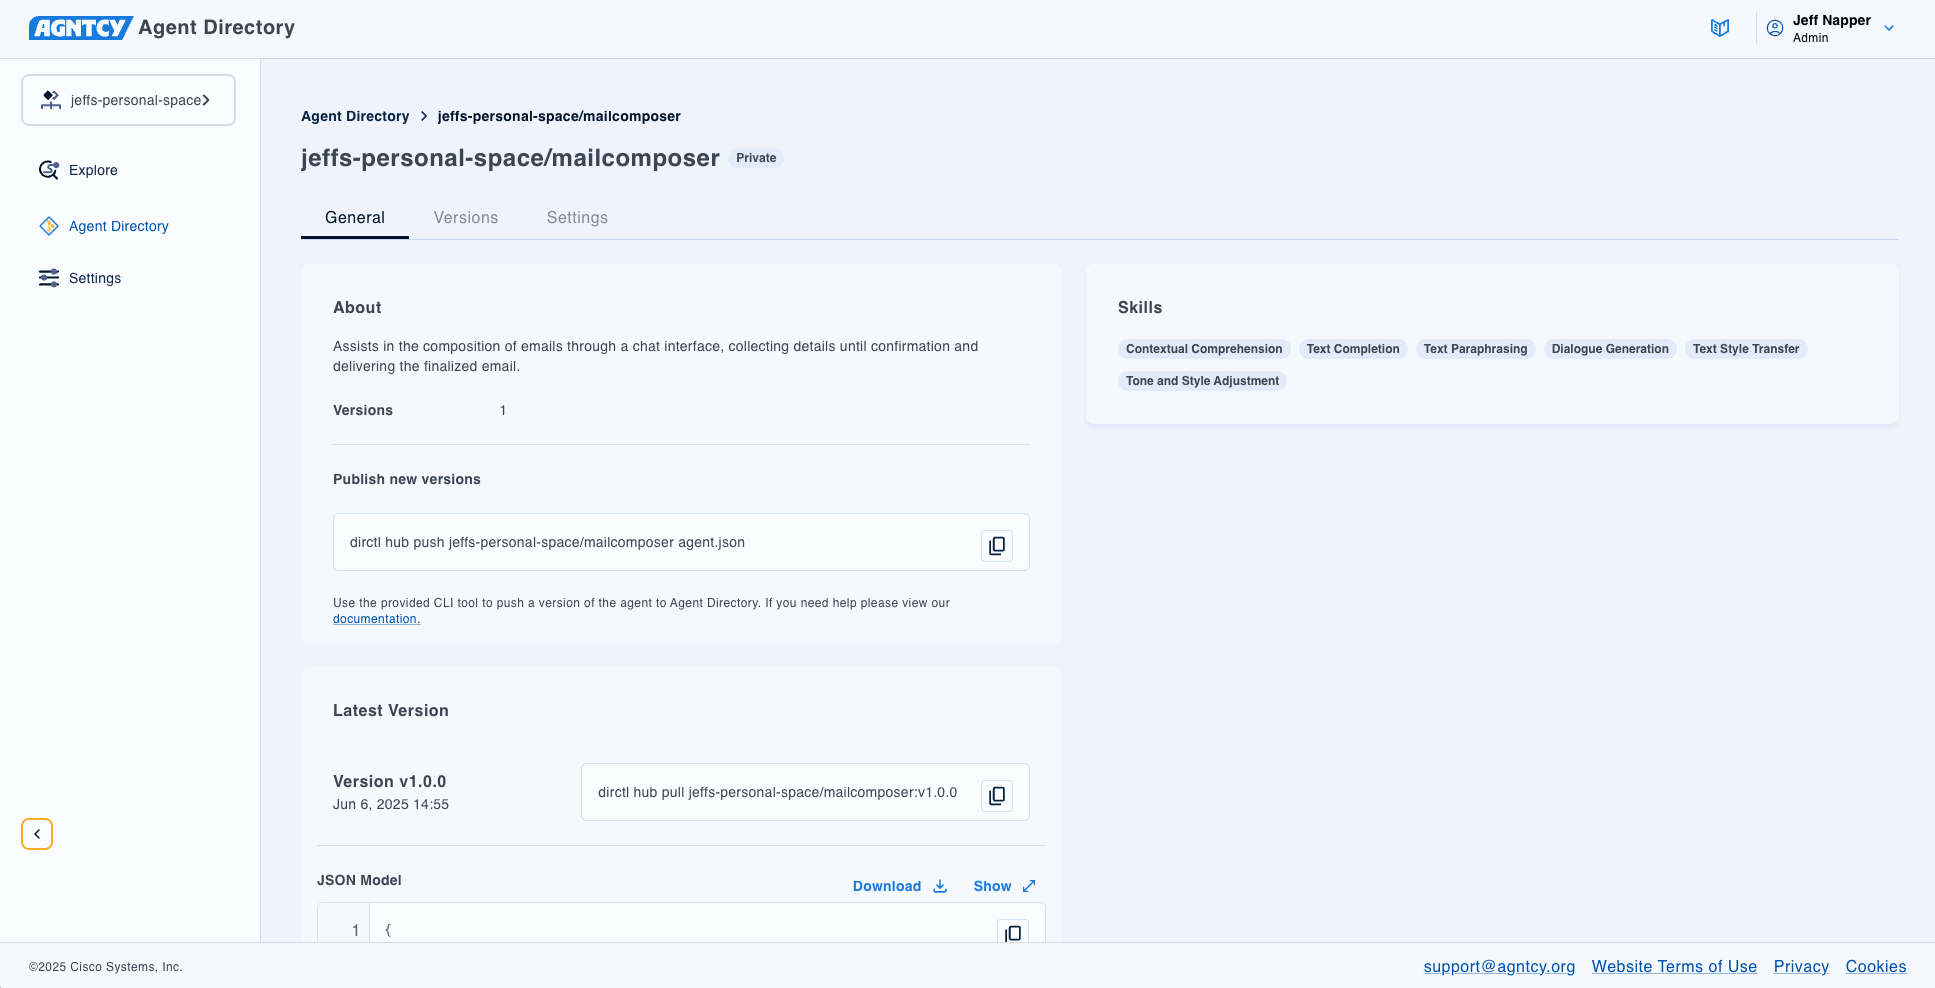 AGNTCY Agent Directory
Jeff Napper
Admin
jeffs-personal-space
Explore
Agent Directory
Settings
Agent Directory > jeffs-personal-space/mailcomposer
jeffs-personal-space/mailcomposer Private
General Versions Settings
About
Assists in the composition of emails through a chat interface, collecting details until confirmation and
delivering the finalized email.
Versions 1
Publish new versions
dirctl hub push jeffs-personal-space/mailcomposer agent.json
Use the provided CLI tool to push a version of the agent to Agent Directory. If you need help please view our
documentation.
Skills
Contextual Comprehension Text Completion Text Paraphrasing Dialogue Generation Text Style Transfer
Tone and Style Adjustment
Latest Version
Version v1.0.0
Jun 6, 2025 14:55
dirctl hub pull jeffs-personal-space/mailcomposer:v1.0.0
JSON Model
Download Show
1 {
©2025 Cisco Systems, Inc.
support@agntcy.org Website Terms of Use Privacy Cookies